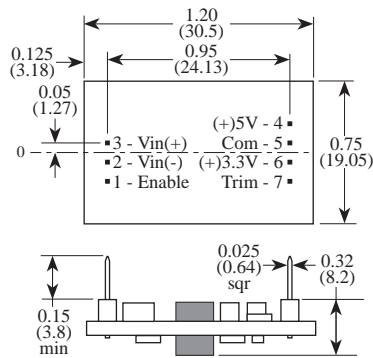 1.20
(30.5)
0.125
(3.18)
0.95
(24.13)
0.05
(1.27)
(+)5V - 4
3 - Vin(+) Com - 5
0
2 - Vin(-) (+)3.3V - 6
1 - Enable Trim - 7
0.75
(19.05)
0.025
(0.64)
sqr
0.32
(8.2)
0.15
(3.8)
min